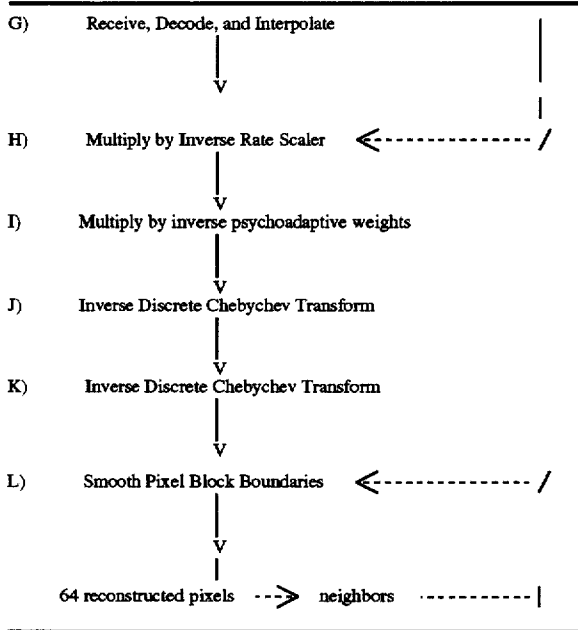 G) Receive, Decode, and Interpolate
H) Multiply by Inverse Rate Scaler
I) Multiply by inverse psychoadaptive weights
J) Inverse Discrete Chebychev Transform
K) Inverse Discrete Chebychev Transform
L) Smooth Pixel Block Boundaries
64 reconstructed pixels neighbors